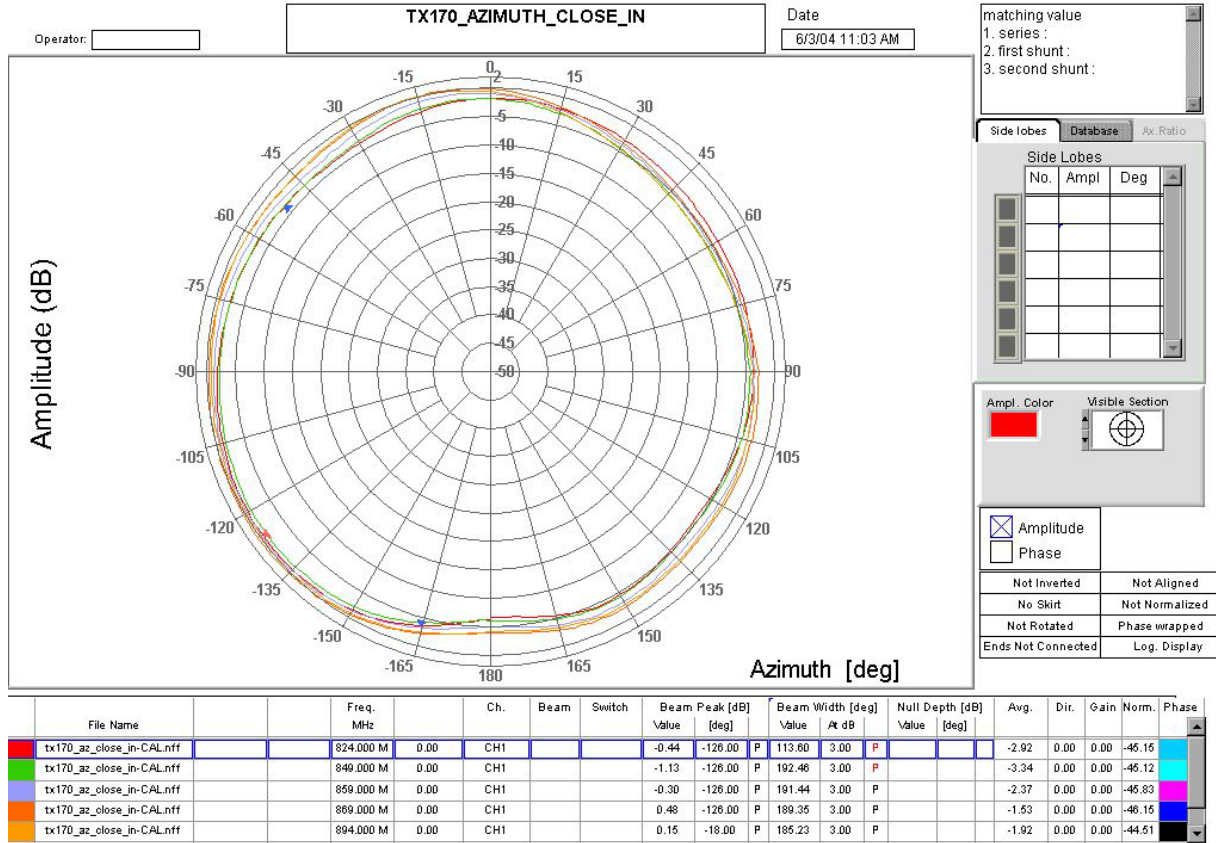 TX170_AZIMUTH_CLOSE_IN
Operator:
Date
6/3/04 11:03 AM
matching value
1. series :
2. first shunt :
3. second shunt :
Side lobes Database Ax.Ratio
Side Lobes
No. Ampl Deg
Ampl. Color Visible Section
Amplitude
Phase
Not Inverted Not Aligned
No Skirt Not Normalized
Not Rotated Phase wrapped
Ends Not Connected Log. Display
Amplitude (dB)
0
-15 15
-30 30
-45 45
-60 60
-75 75
-90 90
-105 105
-120 120
-135 135
-150 150
-165 165
180
2
-5
-10
-15
-20
-25
-30
-35
-40
-45
-50
Azimuth [deg]
File Name Freq. MHz Ch. Beam Switch Beam Peak [dB] Beam Width [deg] Null Depth [dB] Avg. Dir. Gain Norm. Phase
Value [deg] Value At dB Value [deg]
tx170_az_close_in-CAL.nff 824.000 M 0.00 CH1 -0.44 -126.00 P 113.60 3.00 P -2.92 0.00 0.00 -45.15
tx170_az_close_in-CAL.nff 849.000 M 0.00 CH1 -1.13 -126.00 P 192.46 3.00 P -3.34 0.00 0.00 -45.12
tx170_az_close_in-CAL.nff 859.000 M 0.00 CH1 -0.30 -126.00 P 191.44 3.00 P -2.37 0.00 0.00 -45.83
tx170_az_close_in-CAL.nff 869.000 M 0.00 CH1 0.48 -126.00 P 189.35 3.00 P -1.53 0.00 0.00 -46.15
tx170_az_close_in-CAL.nff 894.000 M 0.00 CH1 0.15 -18.00 P 185.23 3.00 P -1.92 0.00 0.00 -44.51